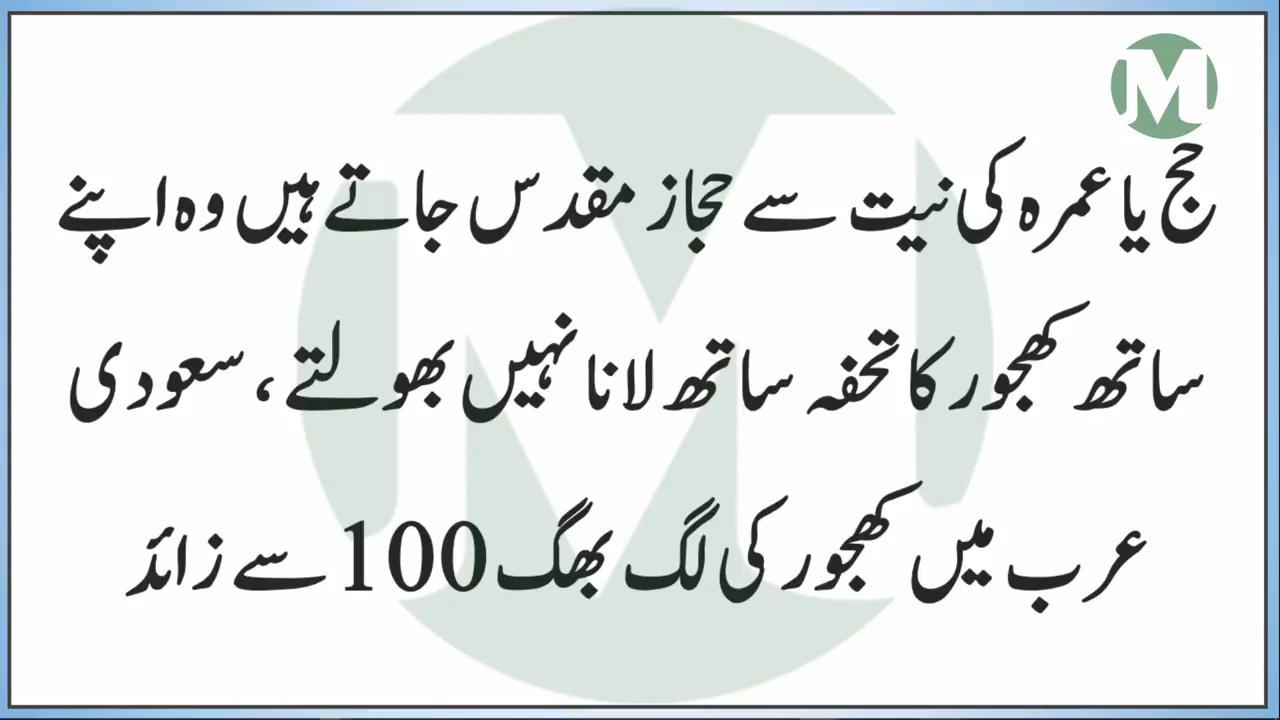 M
حج یا عمرہ کی نیت سے حجاز مقدس جاتے ہیں وہ اپنے
ساتھ کھجور کا تحفہ ساتھ لانا نہیں بھولتے، سعودی
عرب میں کھجور کی لگ بھگ 100 سے زائد